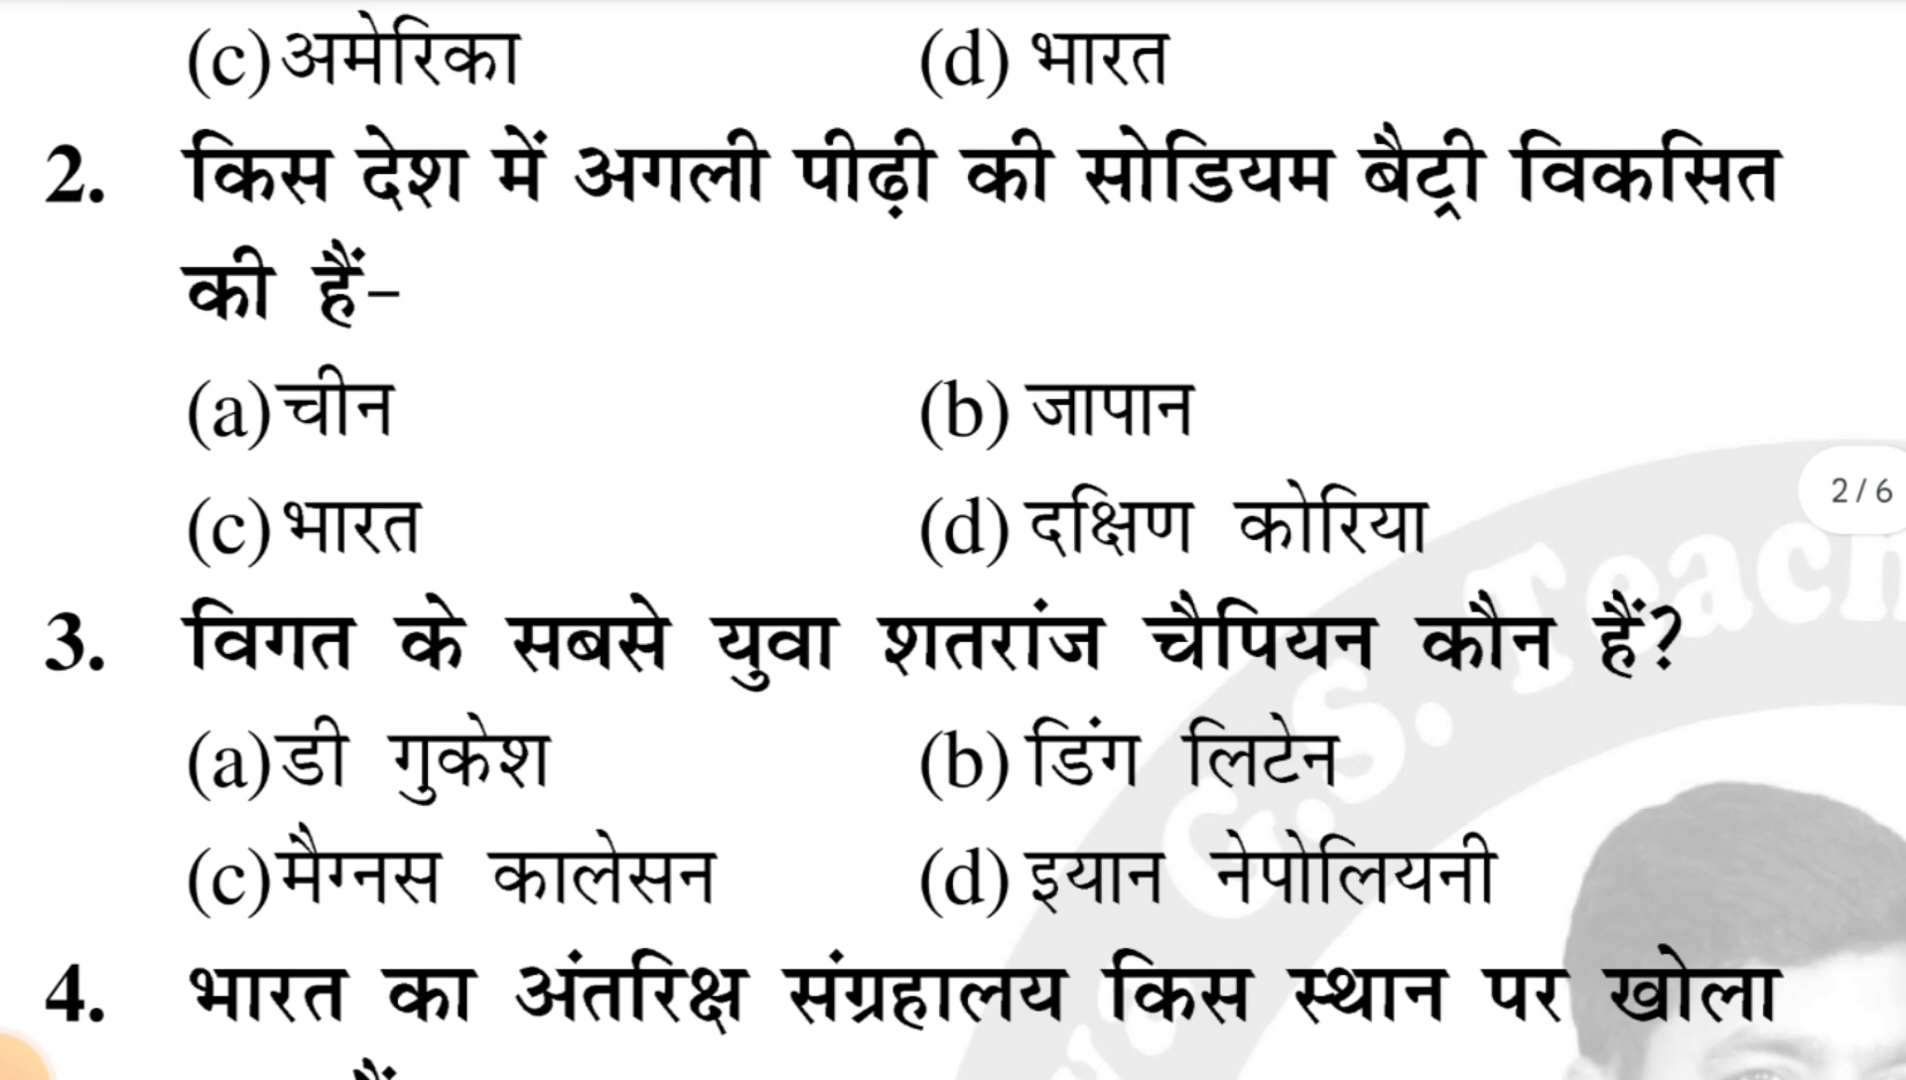 (c) अमेरिका (d) भारत
2. किस देश में अगली पीढ़ी की सोडियम बैट्री विकसित
की हैं-
(a) चीन (b) जापान
(c) भारत (d) दक्षिण कोरिया
2 / 6
3. विगत के सबसे युवा शतरांज चैपियन कौन हैं?
(a) डी गुकेश (b) डिंग लिटेन
(c) मैग्नस कालेसन (d) इयान नेपोलियनी
4. भारत का अंतरिक्ष संग्रहालय किस स्थान पर खोला
G.S. Teach